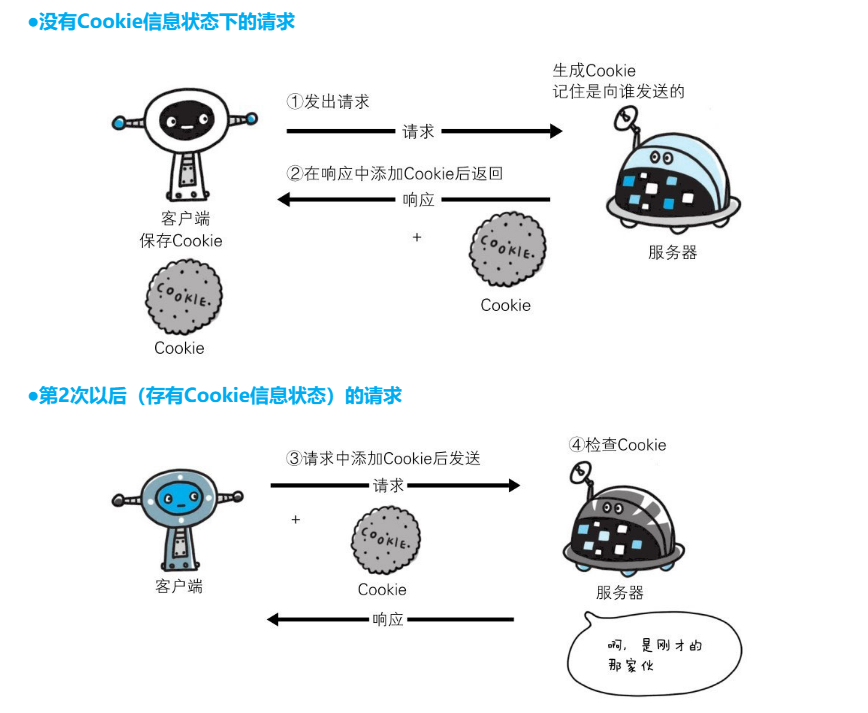 ●没有Cookie信息状态下的请求
生成Cookie
记住是向谁发送的
①发出请求
请求
②在响应中添加Cookie后返回
响应
客户端
保存Cookie
+
COOKIE.
服务器
COOKIE.
Cookie
Cookie
●第2次以后（存有Cookie信息状态）的请求
④检查Cookie
③请求中添加Cookie后发送
请求
+
COOKIE.
客户端
Cookie
服务器
响应
啊，是刚才的
那家伙